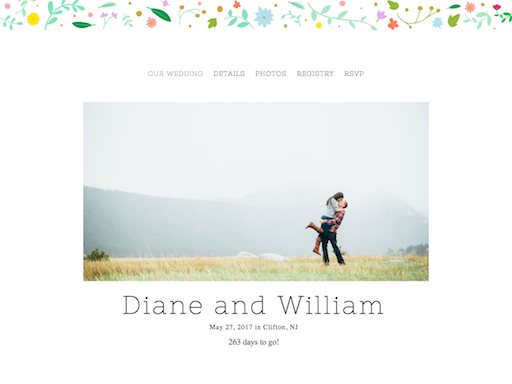 OUR WEDDING DETAILS PHOTOS REGISTRY RSVP
Diane and William
May 27, 2017 in Clifton, NJ
263 days to go!